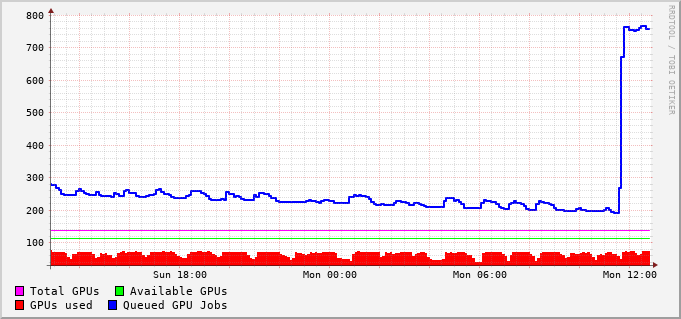 800
700
600
500
400
300
200
100
Sun 18:00 Mon 00:00 Mon 06:00 Mon 12:00
Total GPUs Available GPUs
GPUs used Queued GPU Jobs
RRDTOOL / TOBI OETIKER